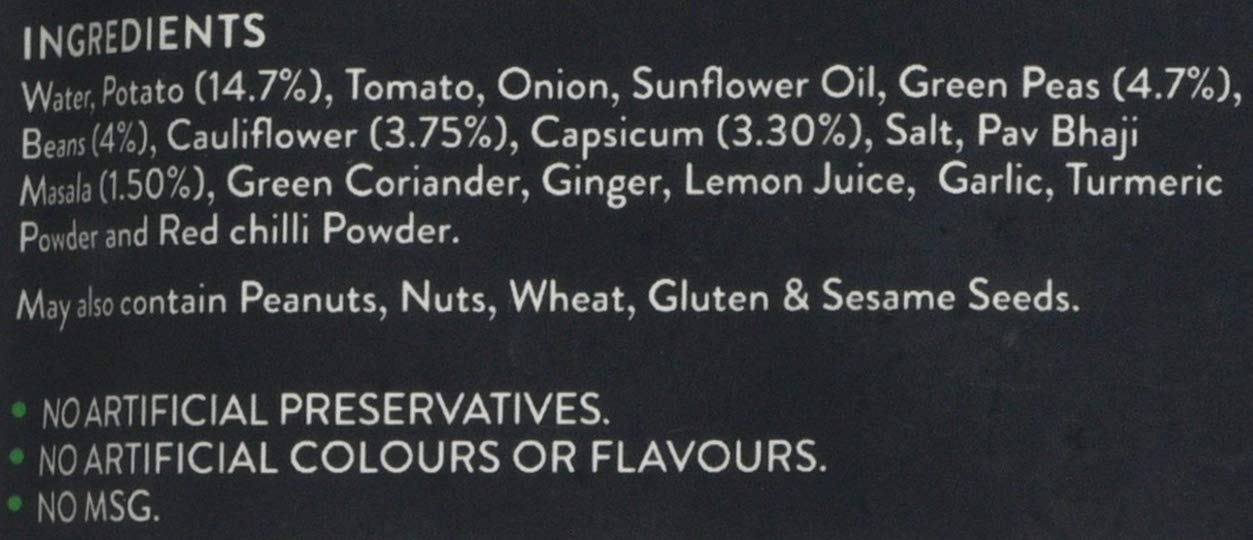 INGREDIENTS
Water, Potato (14.7%), Tomato, Onion, Sunflower Oil, Green Peas (4.7%),
Beans (4%), Cauliflower (3.75%), Capsicum (3.30%), Salt, Pav Bhaji
Masala (1.50%), Green Coriander, Ginger, Lemon Juice, Garlic, Turmeric
Powder and Red chilli Powder.
May also contain Peanuts, Nuts, Wheat, Gluten & Sesame Seeds.
• NO ARTIFICIAL PRESERVATIVES.
• NO ARTIFICIAL COLOURS OR FLAVOURS.
• NO MSG.